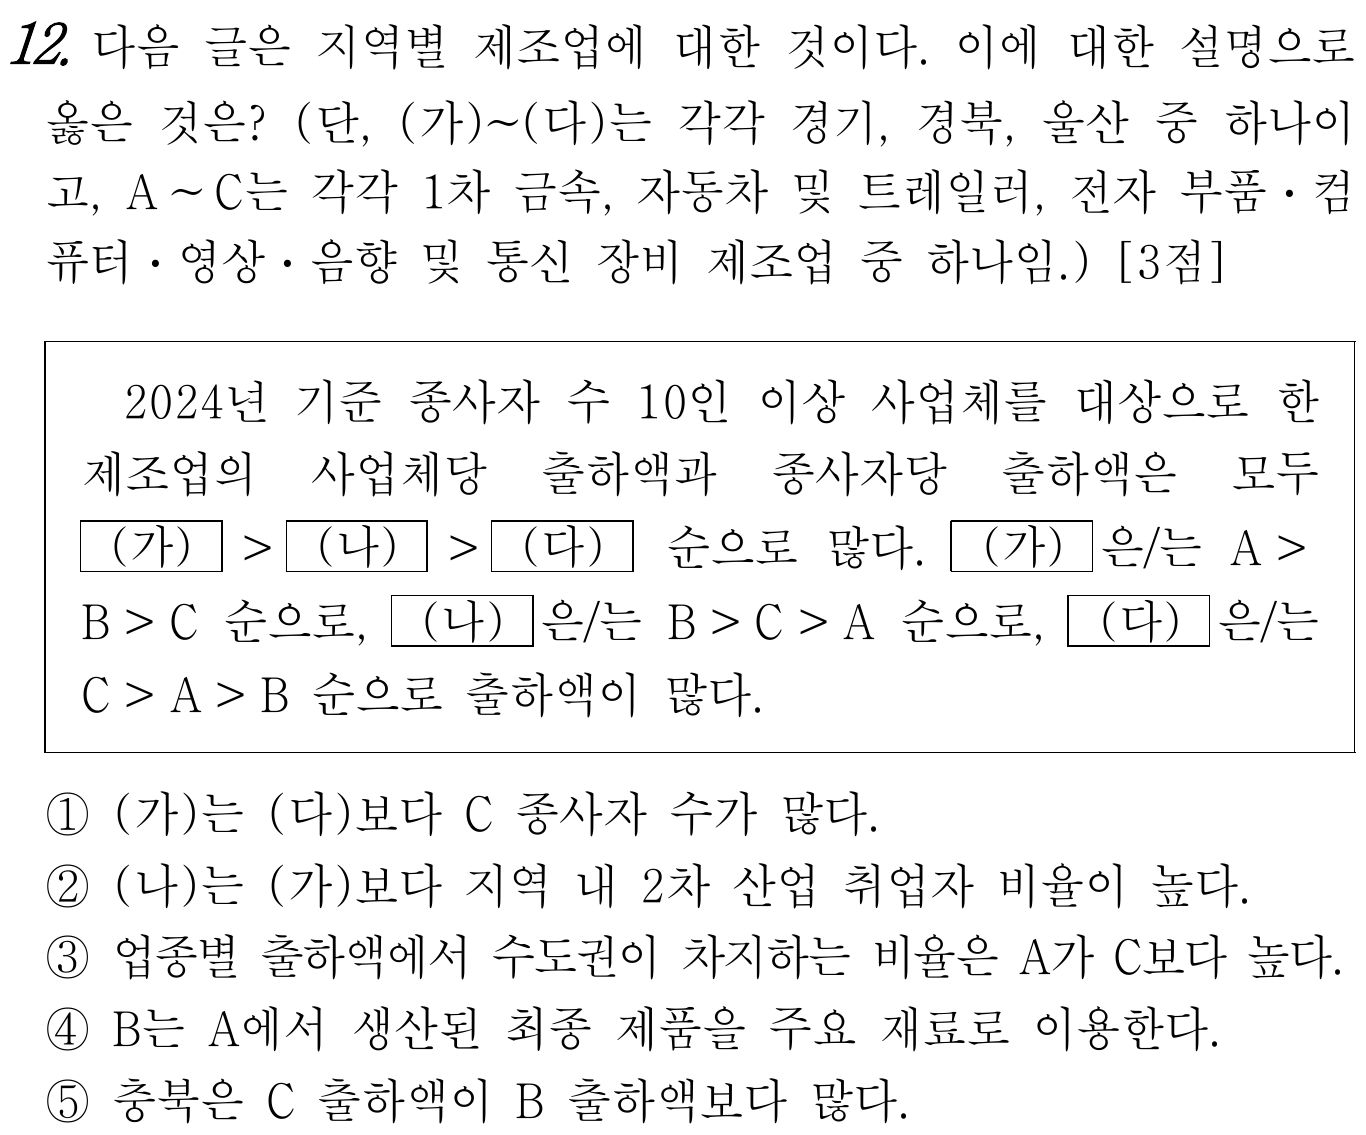 12. 다음 글은 지역별 제조업에 대한 것이다. 이에 대한 설명으로
옳은 것은? (단, (가)~(다)는 각각 경기, 경북, 울산 중 하나이
고, A~C는 각각 1차 금속, 자동차 및 트레일러, 전자 부품·컴
퓨터·영상·음향 및 통신 장비 제조업 중 하나임.) [3점]
2024년 기준 종사자 수 10인 이상 사업체를 대상으로 한
제조업의 사업체당 출하액과 종사자당 출하액은 모두
(가) > (나) > (다) 순으로 많다. (가) 은/는 A >
B > C 순으로, (나) 은/는 B > C > A 순으로, (다) 은/는
C > A > B 순으로 출하액이 많다.
① (가)는 (다)보다 C 종사자 수가 많다.
② (나)는 (가)보다 지역 내 2차 산업 취업자 비율이 높다.
③ 업종별 출하액에서 수도권이 차지하는 비율은 A가 C보다 높다.
④ B는 A에서 생산된 최종 제품을 주요 재료로 이용한다.
⑤ 충북은 C 출하액이 B 출하액보다 많다.